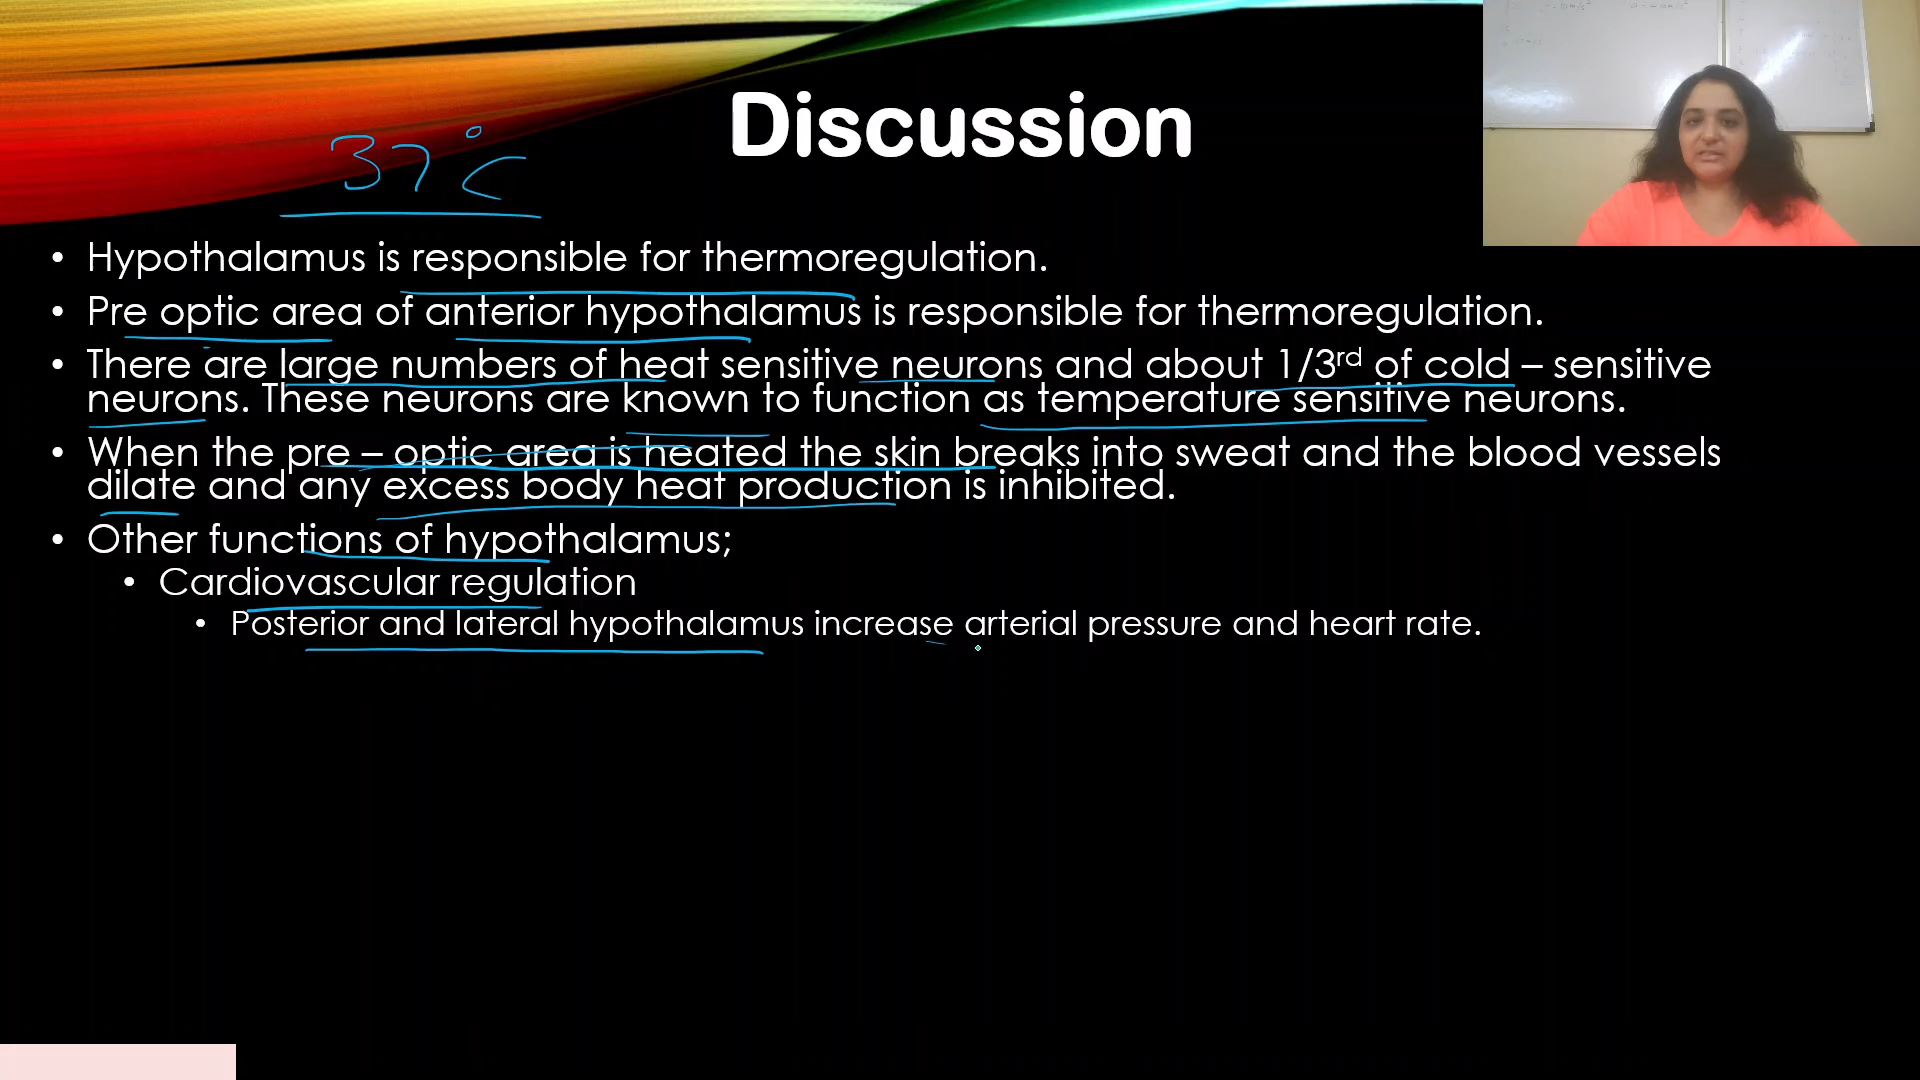 Discussion
37°C
• Hypothalamus is responsible for thermoregulation.
• Pre optic area of anterior hypothalamus is responsible for thermoregulation.
• There are large numbers of heat sensitive neurons and about 1/3rd of cold – sensitive
neurons. These neurons are known to function as temperature sensitive neurons.
• When the pre – optic area is heated the skin breaks into sweat and the blood vessels
dilate and any excess body heat production is inhibited.
• Other functions of hypothalamus;
• Cardiovascular regulation
• Posterior and lateral hypothalamus increase arterial pressure and heart rate.